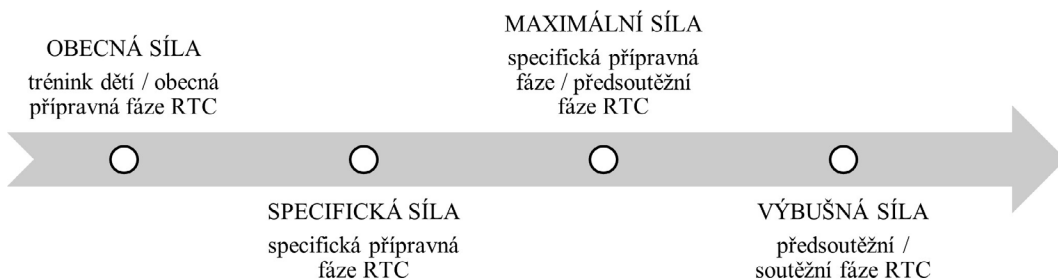 OBECNÁ SÍLA
trénink dětí / obecná
přípravná fáze RTC
SPECIFICKÁ SÍLA
specifická přípravná
fáze RTC
MAXIMÁLNÍ SÍLA
specifická přípravná
fáze / předsoutěžní
fáze RTC
VÝBUŠNÁ SÍLA
předsoutěžní /
soutěžní fáze RTC